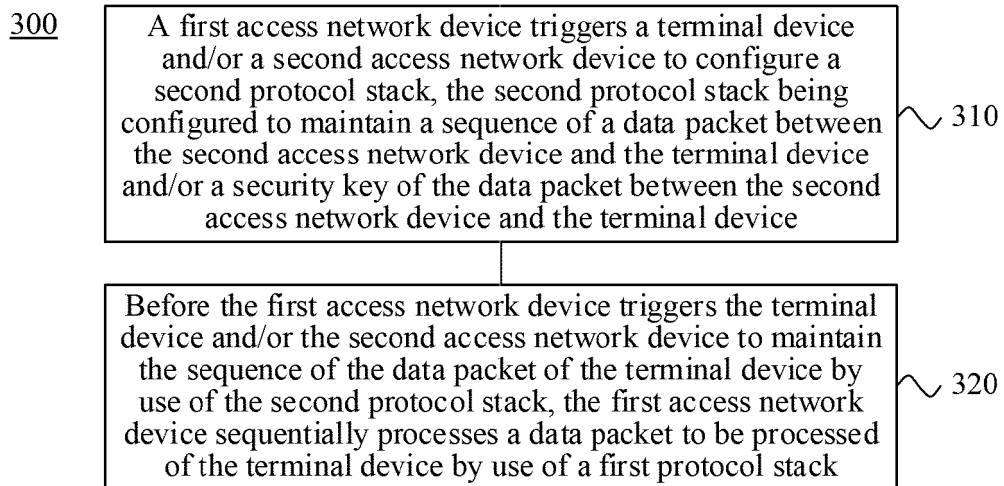 300
A first access network device triggers a terminal device
and/or a second access network device to configure a
second protocol stack, the second protocol stack being
configured to maintain a sequence of a data packet between
the second access network device and the terminal device
and/or a security key of the data packet between the second
access network device and the terminal device
310
Before the first access network device triggers the terminal
device and/or the second access network device to maintain
the sequence of the data packet of the terminal device by
use of the second protocol stack, the first access network
device sequentially processes a data packet to be processed
of the terminal device by use of a first protocol stack
320